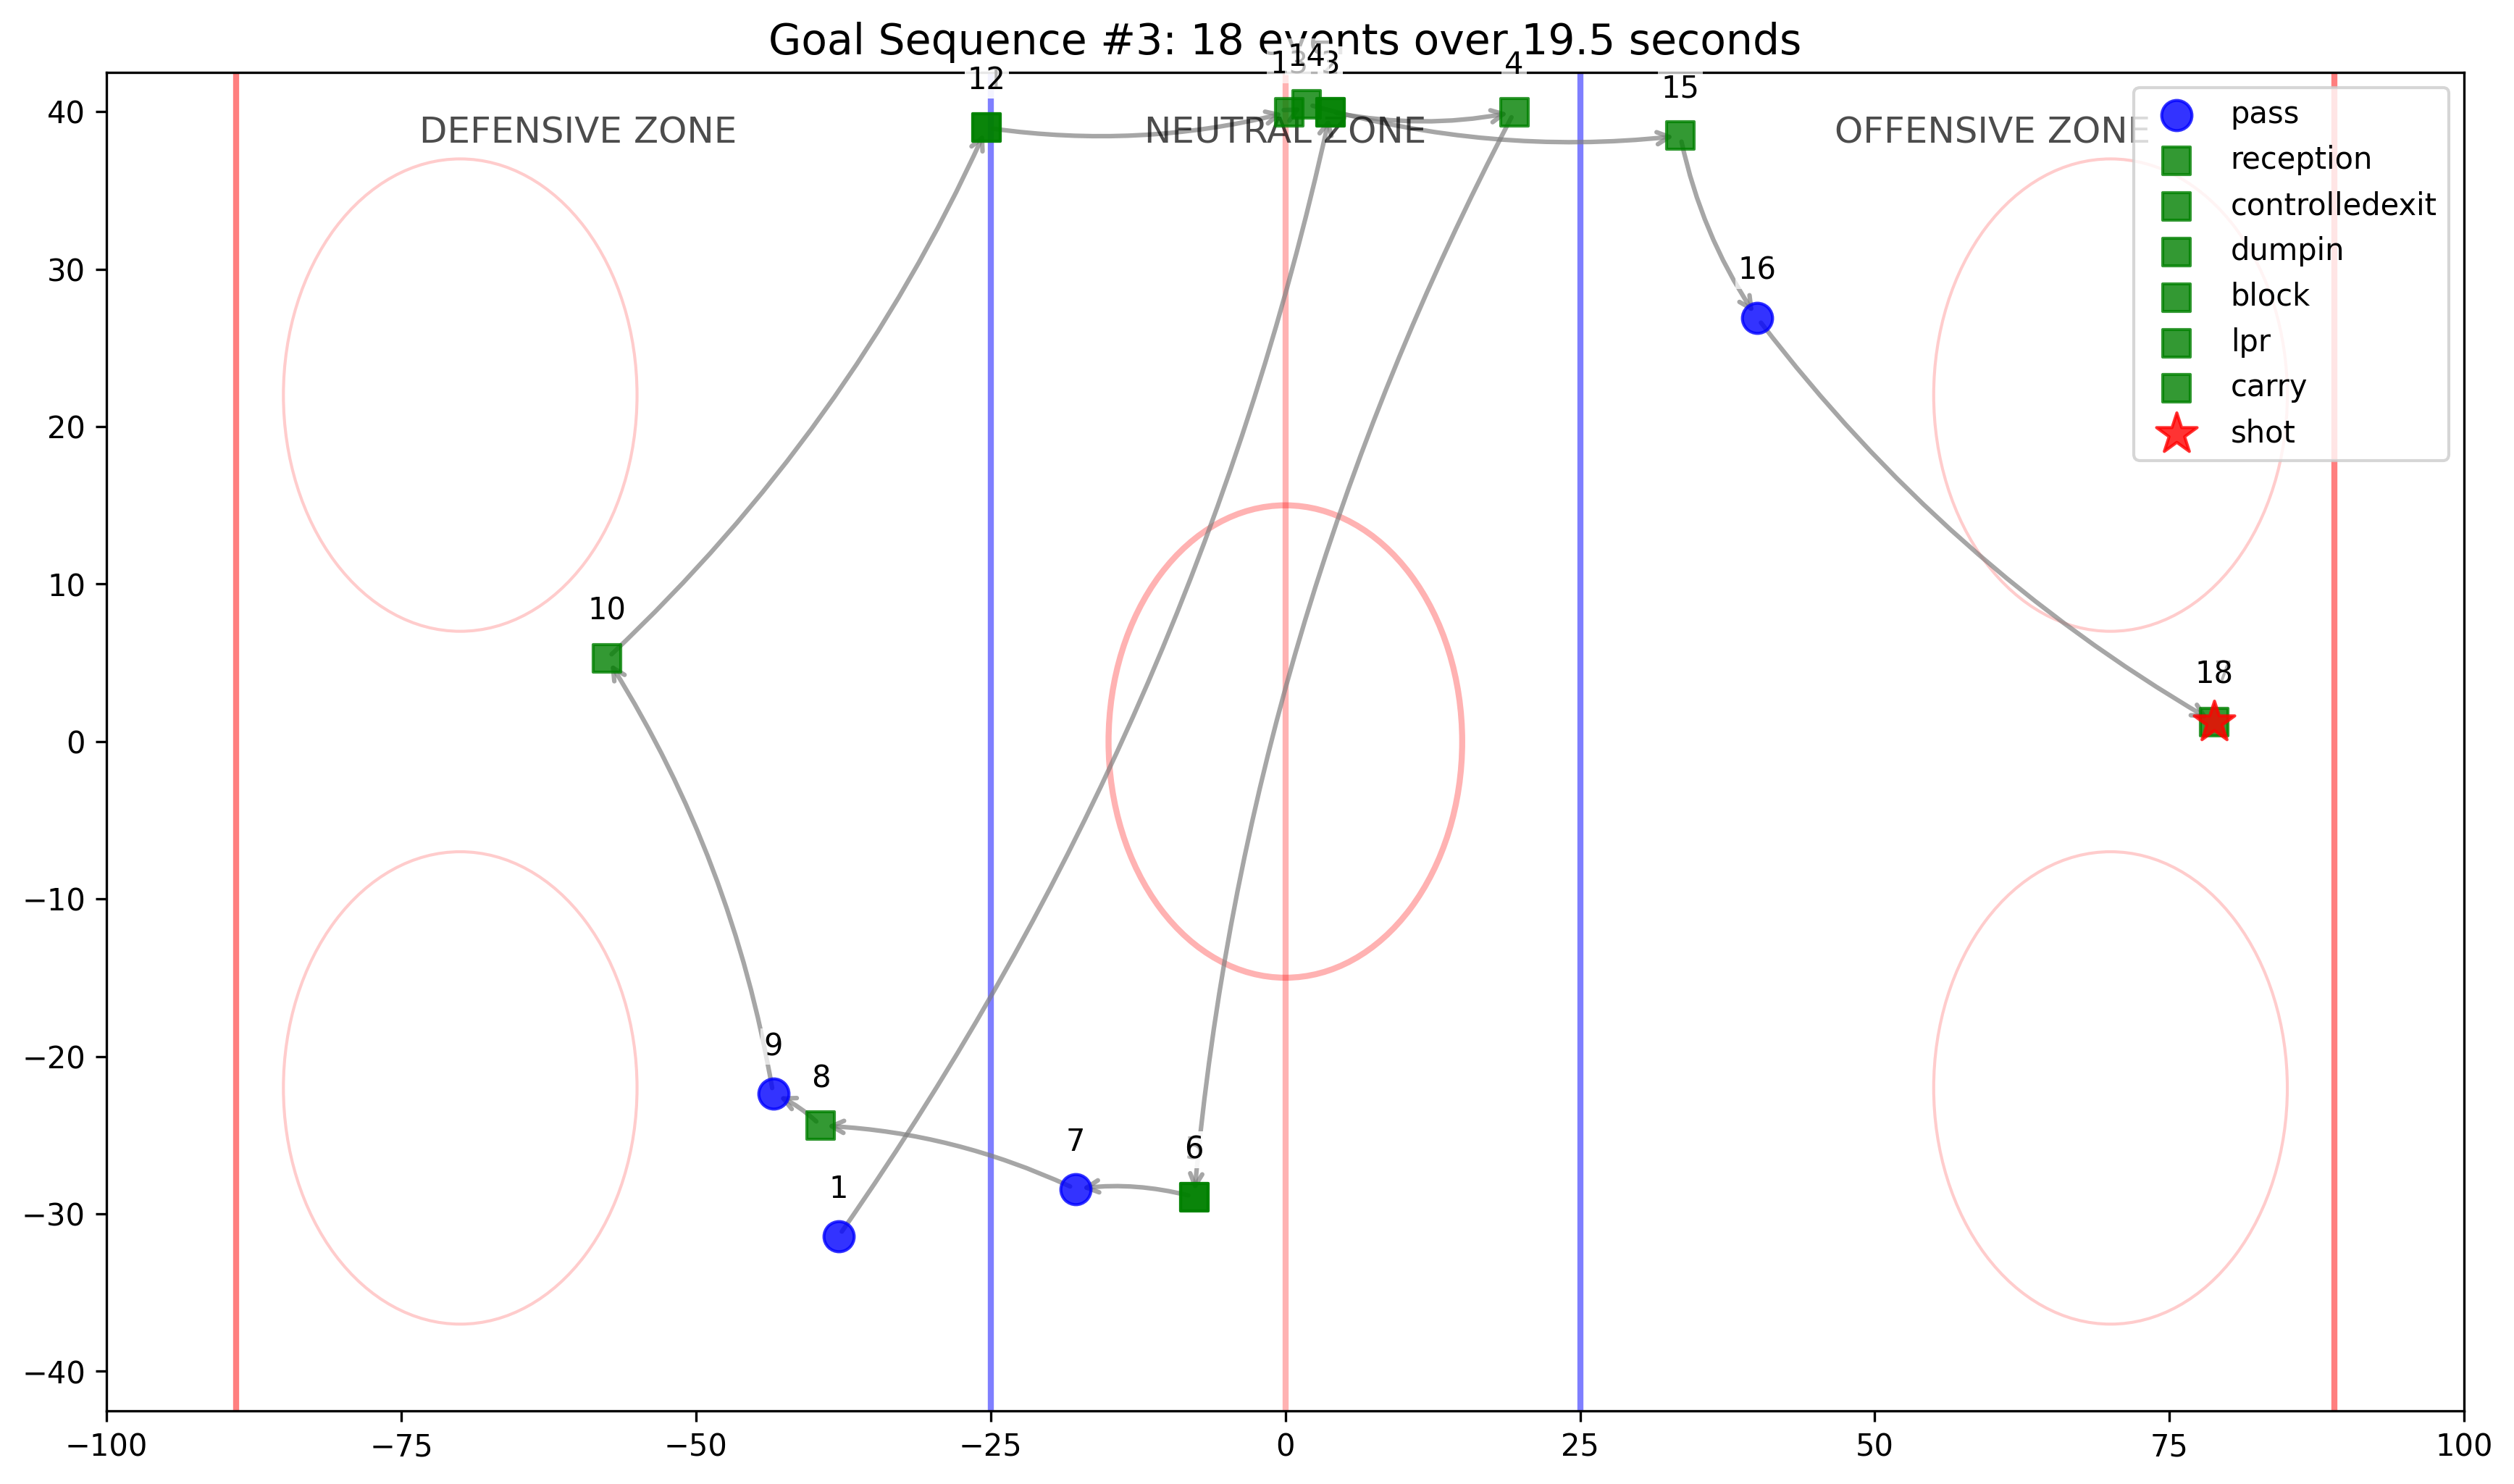 Goal Sequence #3: 18 events over 19.5 seconds
12
14
3
4
15
DEFENSIVE ZONE
NEUTRAL ZONE
OFFENSIVE ZONE
pass
reception
controlledexit
dumpin
block
lpr
carry
shot
16
10
18
9
8
7
6
1
40
30
20
10
0
−10
−20
−30
−40
−100
−75
−50
−25
0
25
50
75
100